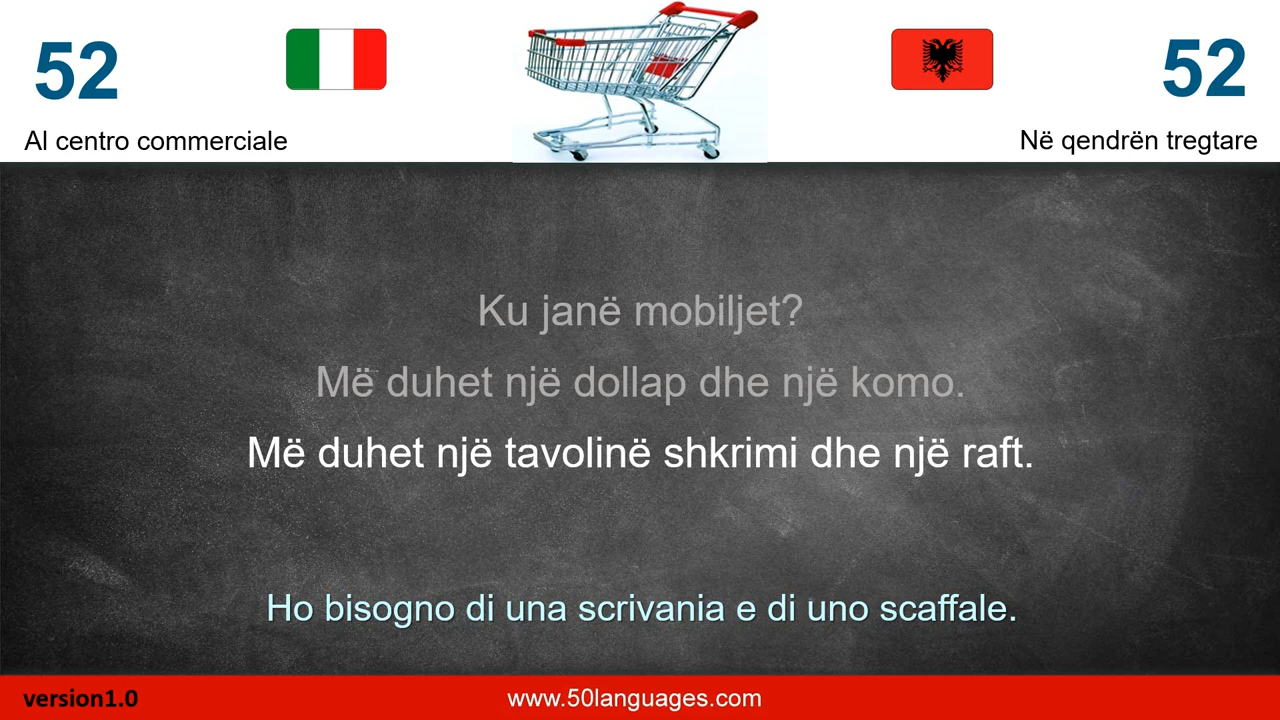 52
52
Al centro commerciale
Në qendrën tregtare
Ku janë mobiljet?
Më duhet një dollap dhe një komo.
Më duhet një tavolinë shkrimi dhe një raft.
Ho bisogno di una scrivania e di uno scaffale.
version1.0
www.50languages.com